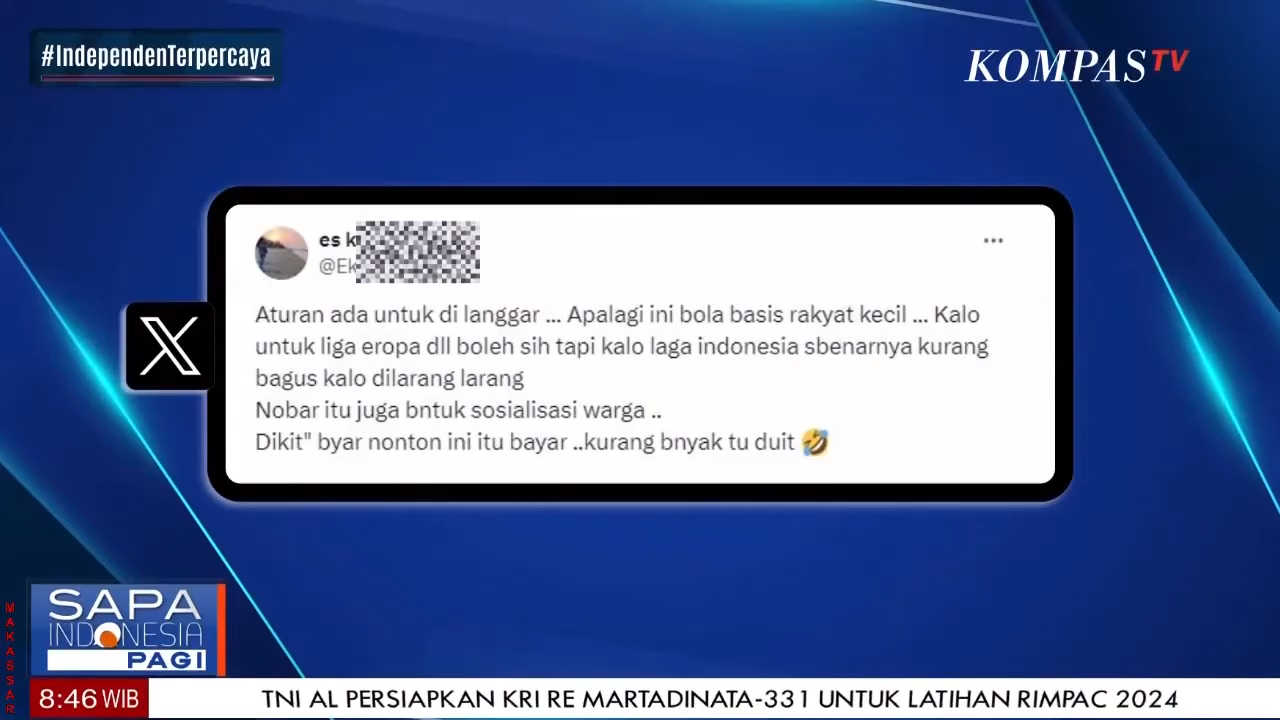 #IndependenTerpercaya
KOMPAS TV
es k
@Ek
Aturan ada untuk di langgar ... Apalagi ini bola basis rakyat kecil ... Kalo
untuk liga eropa dll boleh sih tapi kalo laga indonesia sbenarnya kurang
bagus kalo dilarang larang
Nobar itu juga bntuk sosialisasi warga ..
Dikit" byar nonton ini itu bayar ..kurang bnyak tu duit 🤣
X
SAPA
INDONESIA
PAGI
MAKASSAR
8:46 WIB
TNI AL PERSIAPKAN KRI RE MARTADINATA-331 UNTUK LATIHAN RIMPAC 2024